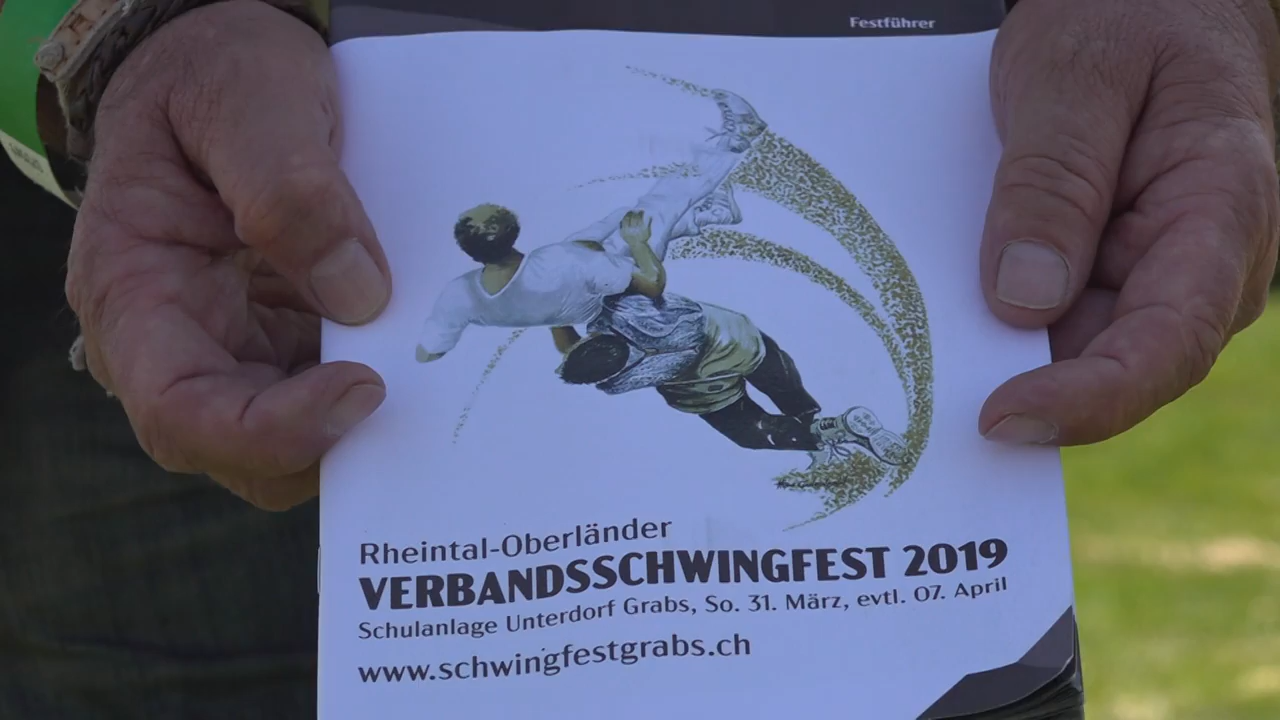 Festführer
Rheintal-Oberländer
VERBANDSSCHWINGFEST 2019
Schulanlage Unterdorf Grabs, So. 31. März, evtl. 07. April
www.schwingfestgrabs.ch